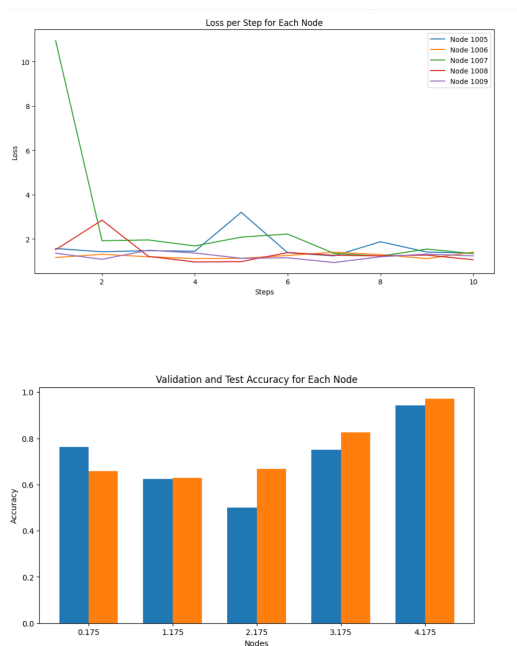 Loss per Step for Each Node
Node 1005
Node 1006
Node 1007
Node 1008
Node 1009
10
8
6
4
2
Loss
2
4
6
8
10
Steps
Validation and Test Accuracy for Each Node
1.0
0.8
0.6
0.4
0.2
0.0
Accuracy
0.175
1.175
2.175
3.175
4.175
Nodes